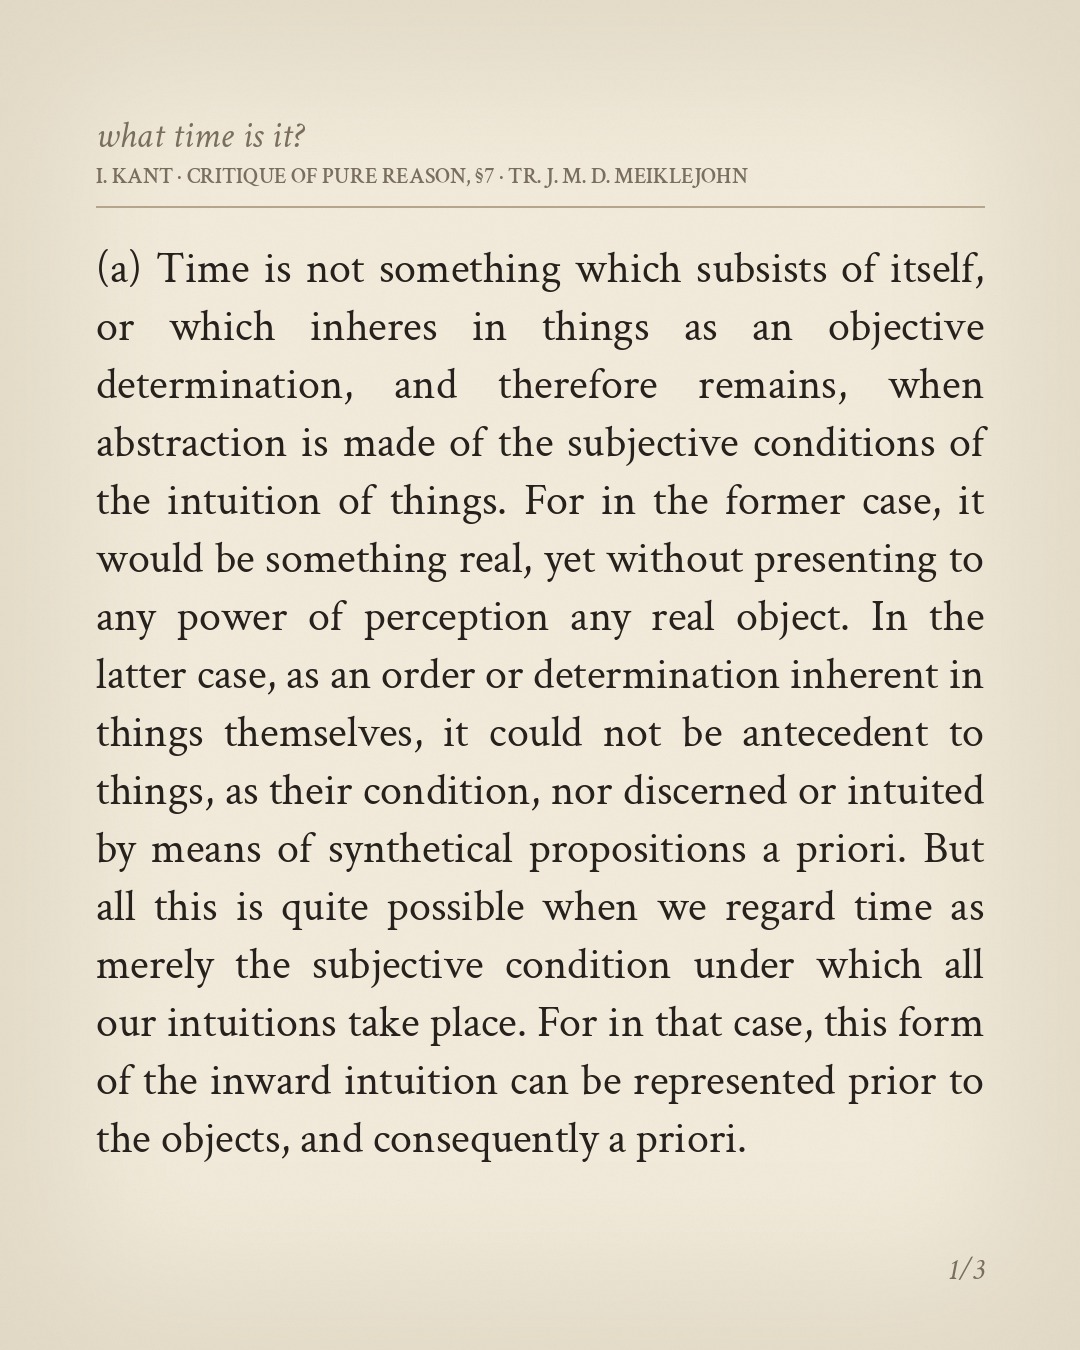 what time is it?
I. KANT · CRITIQUE OF PURE REASON, §7 · TR. J. M. D. MEIKLEJOHN
(a) Time is not something which subsists of itself,
or which inheres in things as an objective
determination, and therefore remains, when
abstraction is made of the subjective conditions of
the intuition of things. For in the former case, it
would be something real, yet without presenting to
any power of perception any real object. In the
latter case, as an order or determination inherent in
things themselves, it could not be antecedent to
things, as their condition, nor discerned or intuited
by means of synthetical propositions a priori. But
all this is quite possible when we regard time as
merely the subjective condition under which all
our intuitions take place. For in that case, this form
of the inward intuition can be represented prior to
the objects, and consequently a priori.
1/3